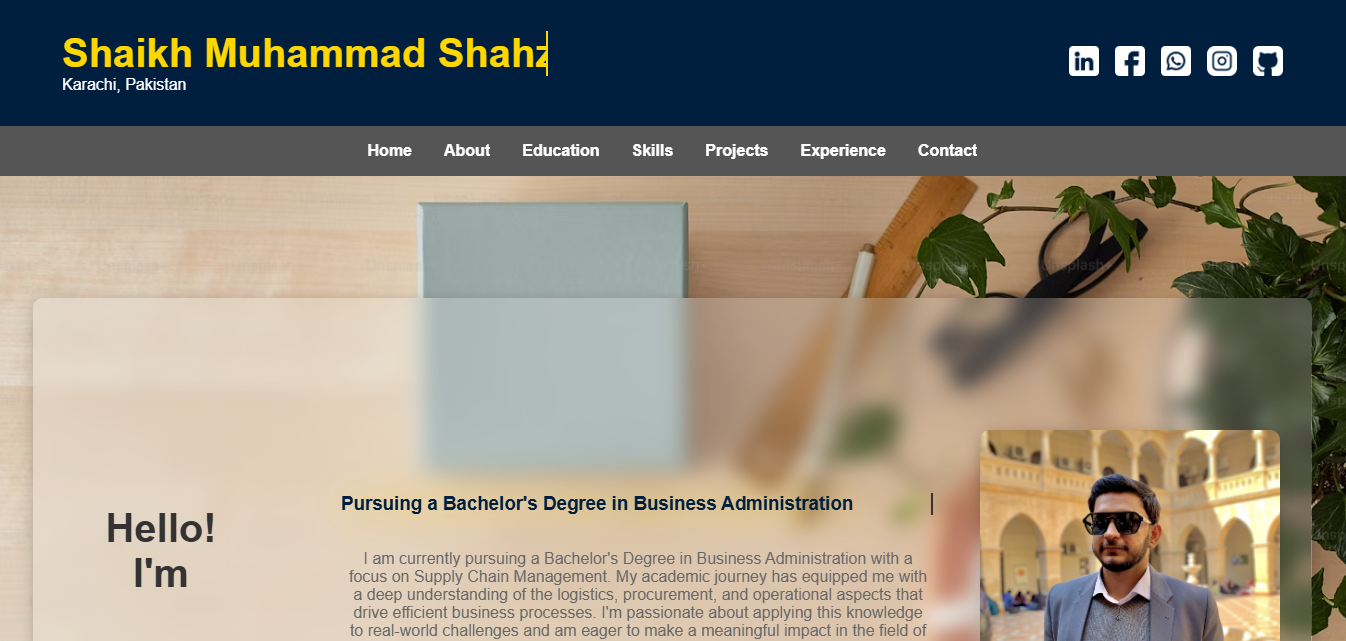 Shaikh Muhammad Shahz
Karachi, Pakistan
Home About Education Skills Projects Experience Contact
Unsplash+
Hello!
I'm
Pursuing a Bachelor's Degree in Business Administration
I am currently pursuing a Bachelor's Degree in Business Administration with a
focus on Supply Chain Management. My academic journey has equipped me with
a deep understanding of the logistics, procurement, and operational aspects that
drive efficient business processes. I'm passionate about applying this knowledge
to real-world challenges and am eager to make a meaningful impact in the field of